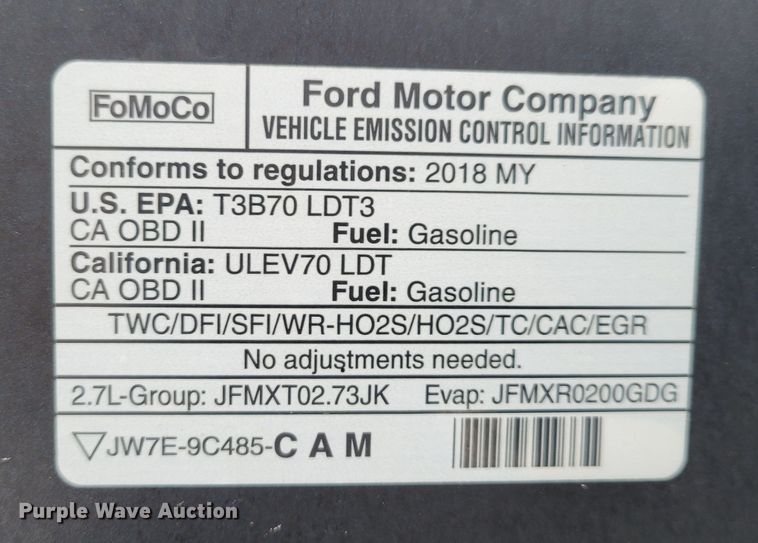 FoMoCo
Ford Motor Company
VEHICLE EMISSION CONTROL INFORMATION
Conforms to regulations: 2018 MY
U.S. EPA: T3B70 LDT3
CA OBD II Fuel: Gasoline
California: ULEV70 LDT
CA OBD II Fuel: Gasoline
TWC/DFI/SFI/WR-HO2S/HO2S/TC/CAC/EGR
No adjustments needed.
2.7L-Group: JFMXT02.73JK Evap: JFMXR0200GDG
JW7E-9C485-C A M
Purple Wave Auction